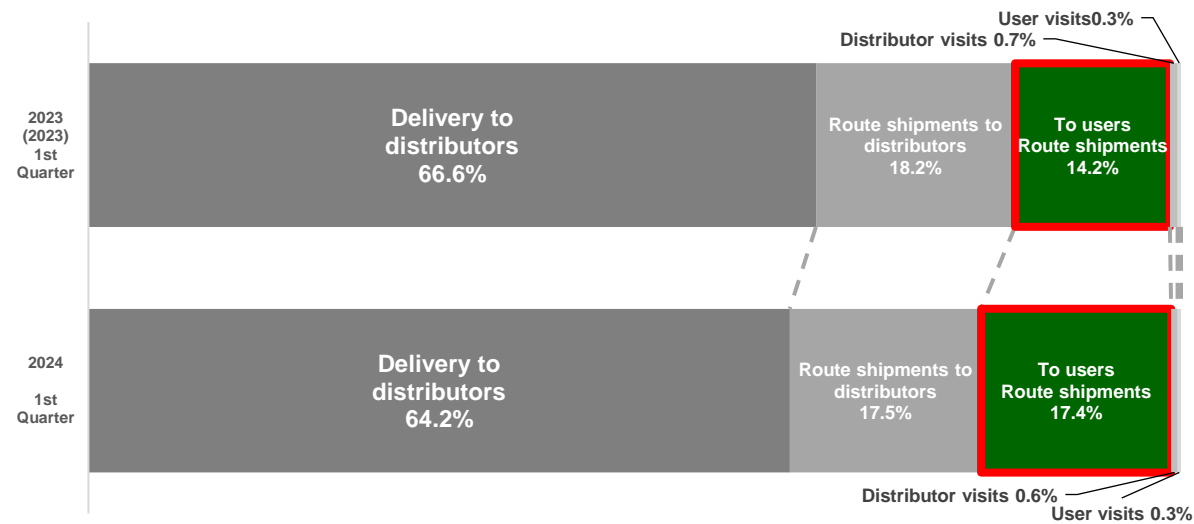 User visits0.3%
Distributor visits 0.7%
2023
(2023)
1st
Quarter
Delivery to
distributors
66.6%
Route shipments to
distributors
18.2%
To users
Route shipments
14.2%
2024
1st
Quarter
Delivery to
distributors
64.2%
Route shipments to
distributors
17.5%
To users
Route shipments
17.4%
Distributor visits 0.6%
User visits 0.3%